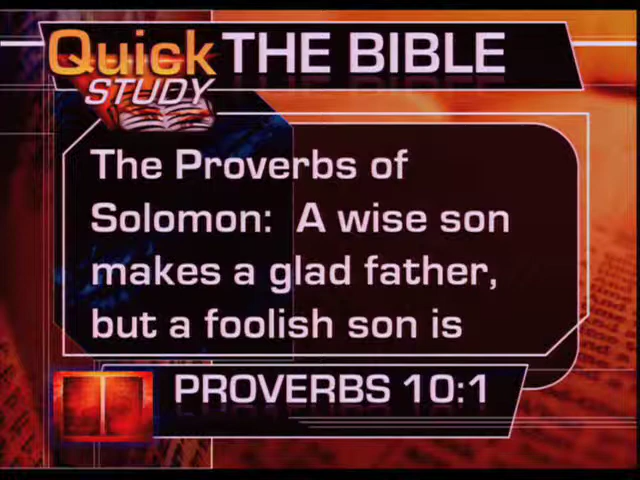 Quick THE BIBLE
STUDY
The Proverbs of
Solomon: A wise son
makes a glad father,
but a foolish son is
PROVERBS 10:1